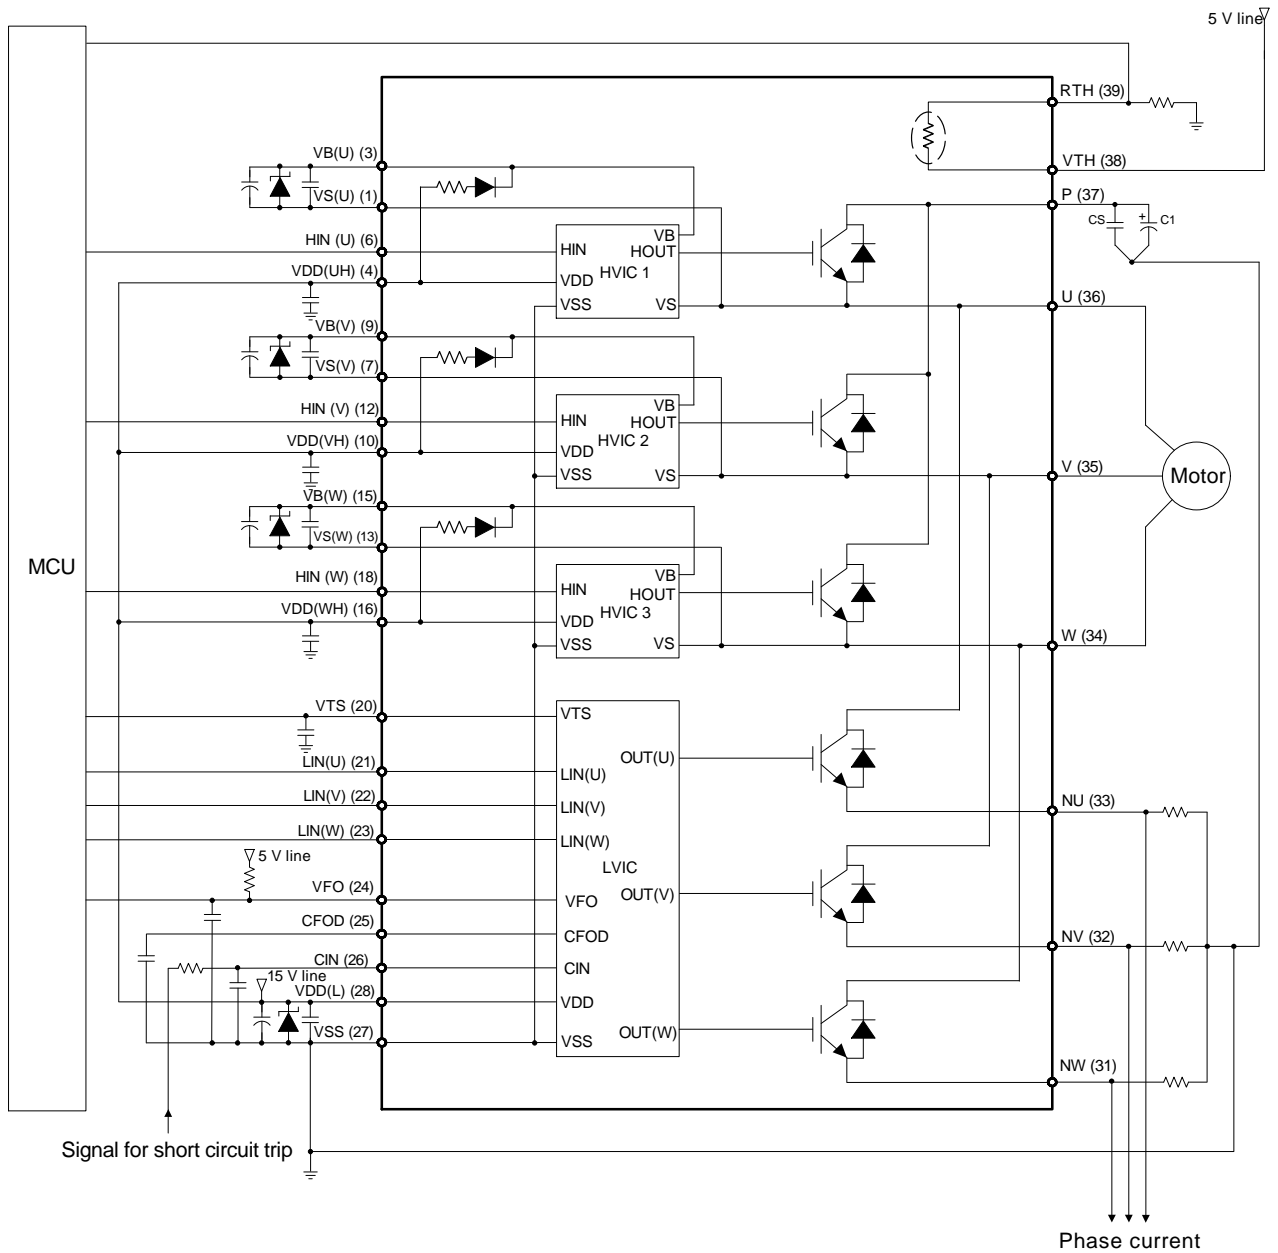 5 V line
RTH (39)
VB(U) (3)
VTH (38)
VS(U) (1)
P (37)
CS
+
C1
HIN (U) (6)
HIN
VB
HOUT
HVIC 1
VDD(UH) (4)
VDD
VSS
VS
U (36)
VB(V) (9)
VS(V) (7)
HIN (V) (12)
HIN
VB
HOUT
HVIC 2
VDD(VH) (10)
VDD
VSS
VS
V (35)
Motor
VB(W) (15)
VS(W) (13)
MCU
HIN (W) (18)
HIN
VB
HOUT
HVIC 3
VDD(WH) (16)
VDD
VSS
VS
W (34)
VTS (20)
VTS
OUT(U)
LIN(U) (21)
LIN(U)
LIN(V) (22)
LIN(V)
NU (33)
LIN(W) (23)
LIN(W)
5 V line
LVIC
VFO (24)
VFO
OUT(V)
CFOD (25)
CFOD
NV (32)
CIN (26)
CIN
15 V line
VDD(L) (28)
VDD
VSS (27)
VSS
OUT(W)
NW (31)
Signal for short circuit trip
Phase current